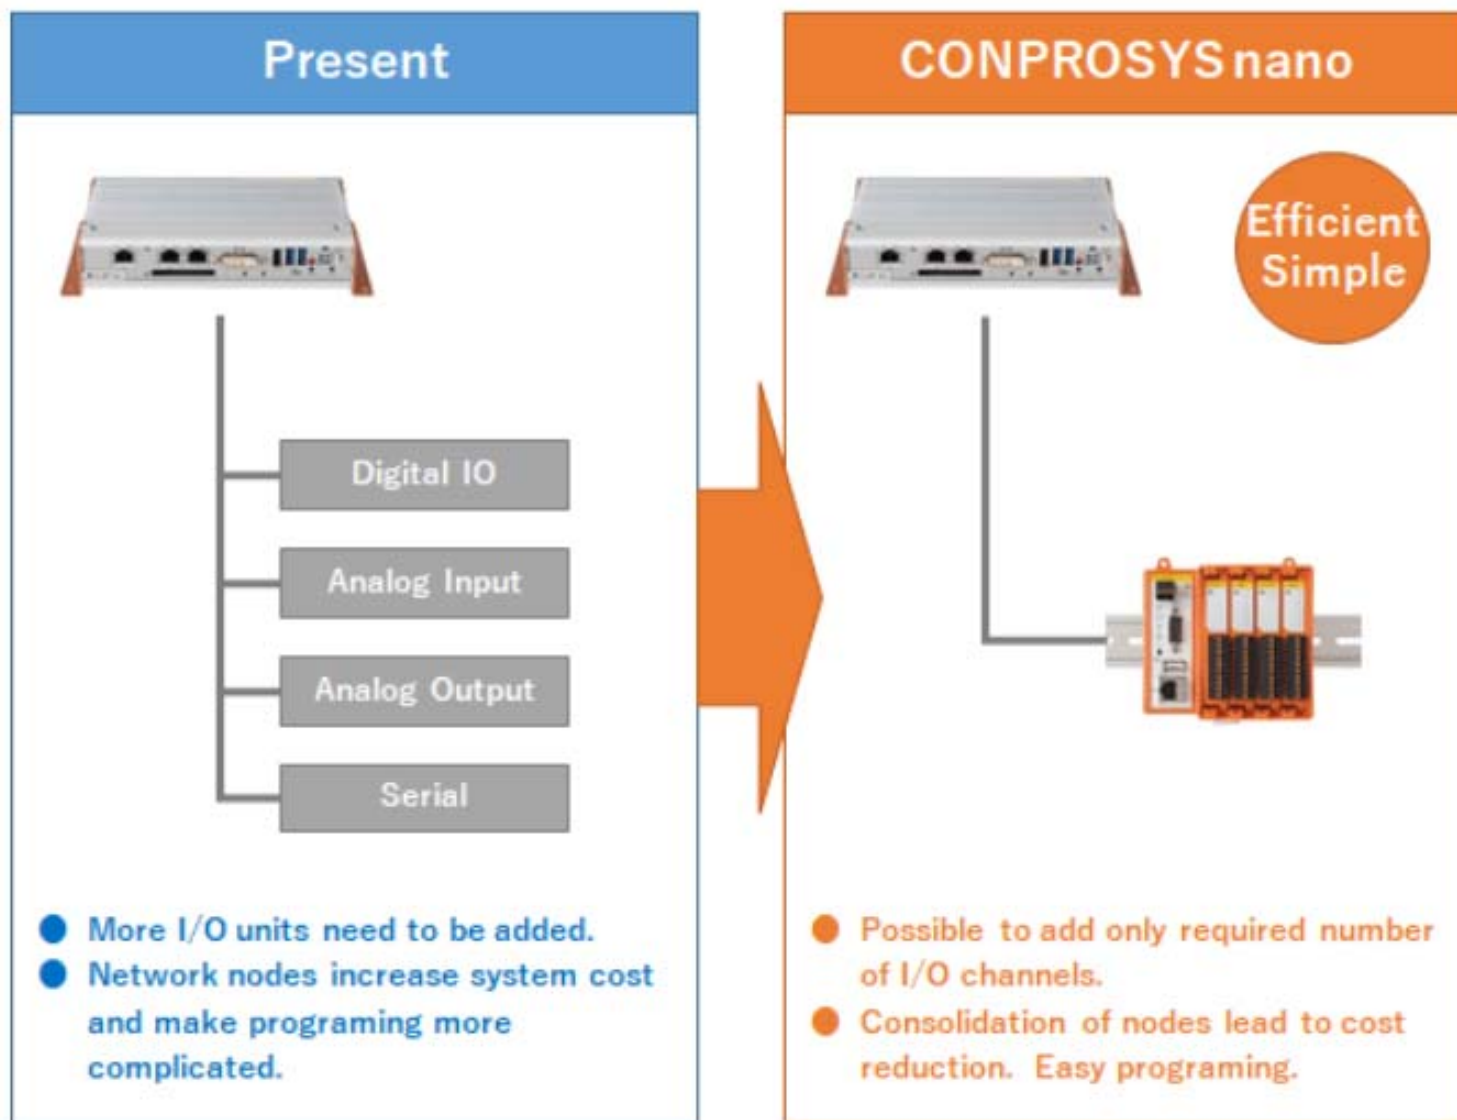 Present
Digital IO
Analog Input
Analog Output
Serial
● More I/O units need to be added.
● Network nodes increase system cost
and make programing more
complicated.
CONPROSYS nano
Efficient
Simple
● Possible to add only required number
of I/O channels.
● Consolidation of nodes lead to cost
reduction. Easy programing.